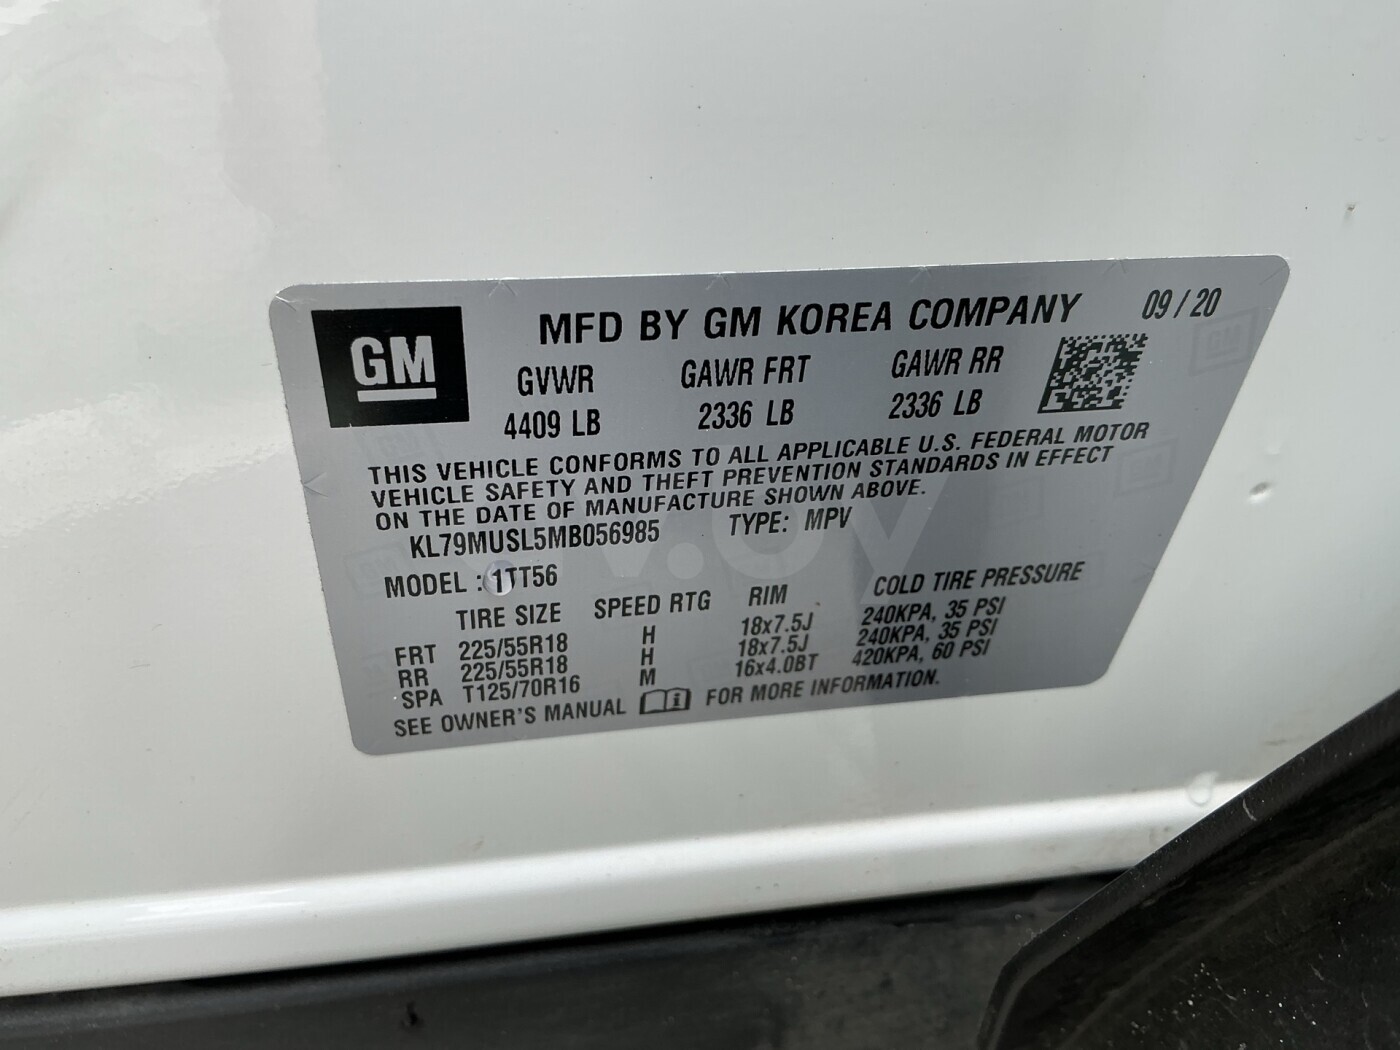 GM
MFD BY GM KOREA COMPANY 09 / 20
GVWR GAWR FRT GAWR RR
4409 LB 2336 LB 2336 LB
THIS VEHICLE CONFORMS TO ALL APPLICABLE U.S. FEDERAL MOTOR
VEHICLE SAFETY AND THEFT PREVENTION STANDARDS IN EFFECT
ON THE DATE OF MANUFACTURE SHOWN ABOVE.
KL79MUSL5MB056985 TYPE: MPV
MODEL : 1TT56
TIRE SIZE SPEED RTG RIM COLD TIRE PRESSURE
FRT 225/55R18 H 18x7.5J 240KPA, 35 PSI
RR 225/55R18 H 18x7.5J 240KPA, 35 PSI
SPA T125/70R16 M 16x4.0BT 420KPA, 60 PSI
SEE OWNER'S MANUAL i FOR MORE INFORMATION.
av.by